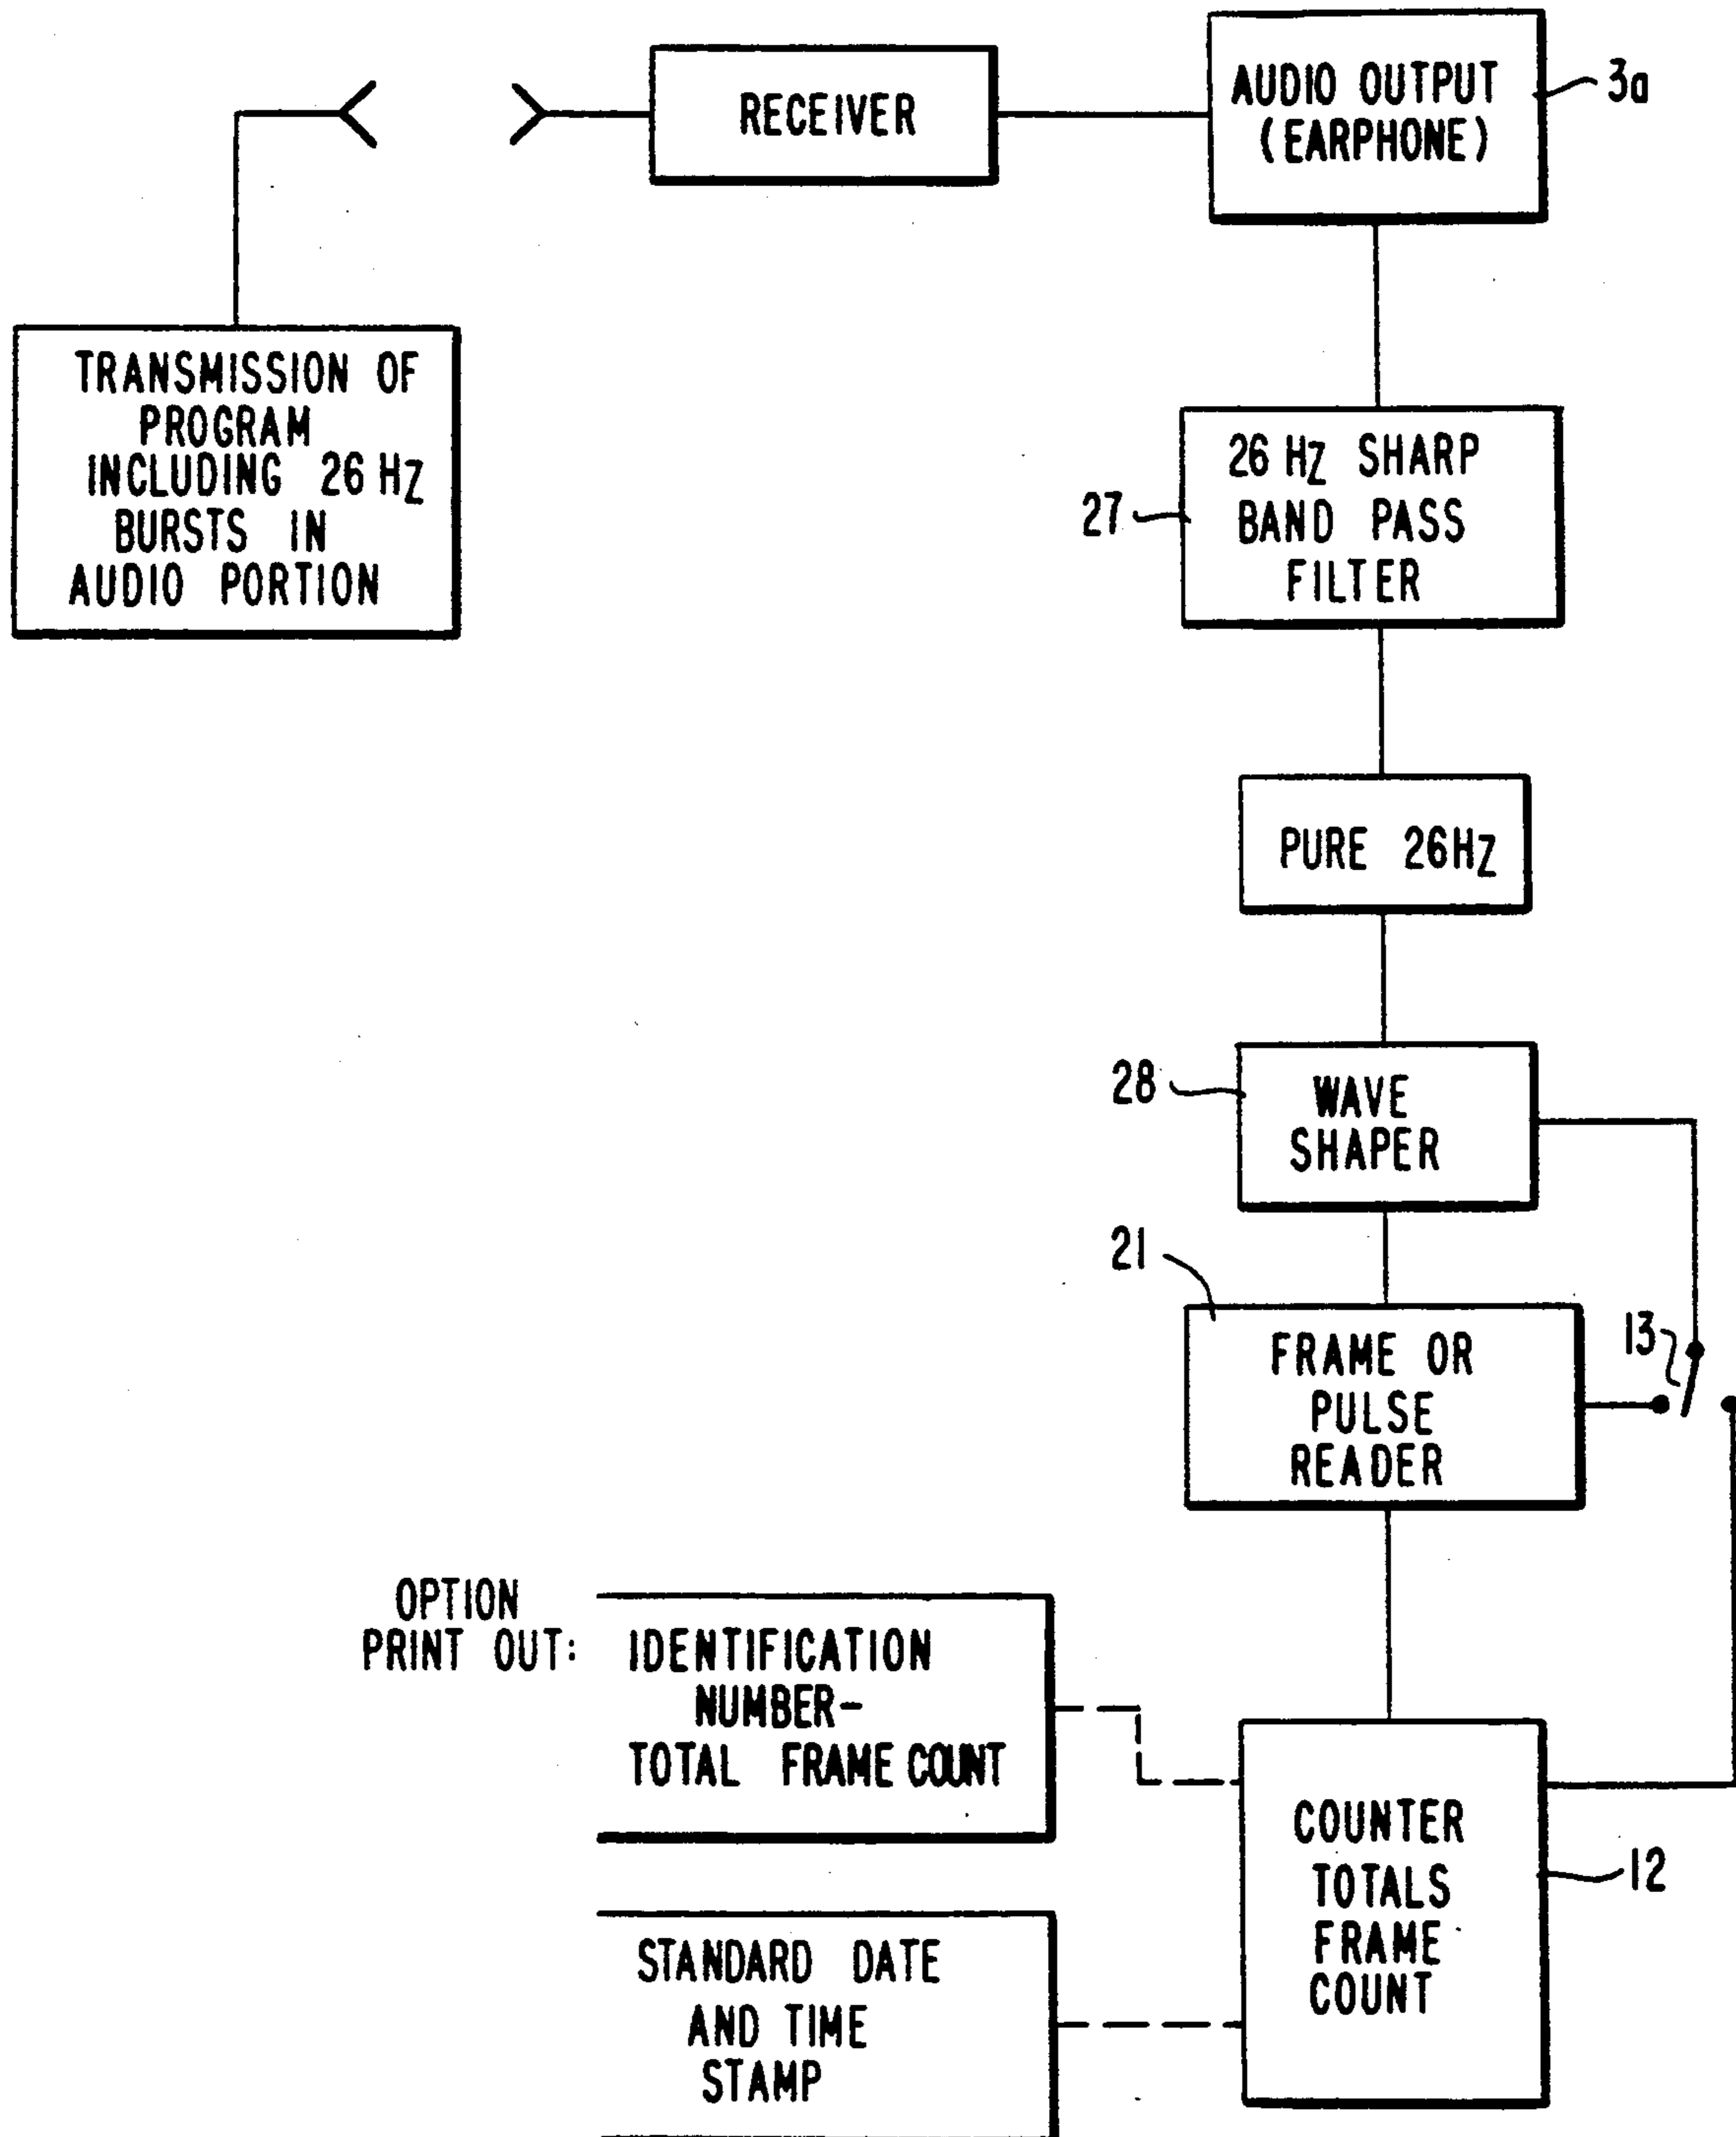 RECEIVER
AUDIO OUTPUT
(EARPHONE)
3a
TRANSMISSION OF
PROGRAM
INCLUDING 26 HZ
BURSTS IN
AUDIO PORTION
26 HZ SHARP
BAND PASS
FILTER
27
PURE 26HZ
28
WAVE
SHAPER
21
FRAME OR
PULSE
READER
13
OPTION
PRINT OUT:
IDENTIFICATION
NUMBER-
TOTAL FRAME COUNT
COUNTER
TOTALS
FRAME
COUNT
12
STANDARD DATE
AND TIME
STAMP